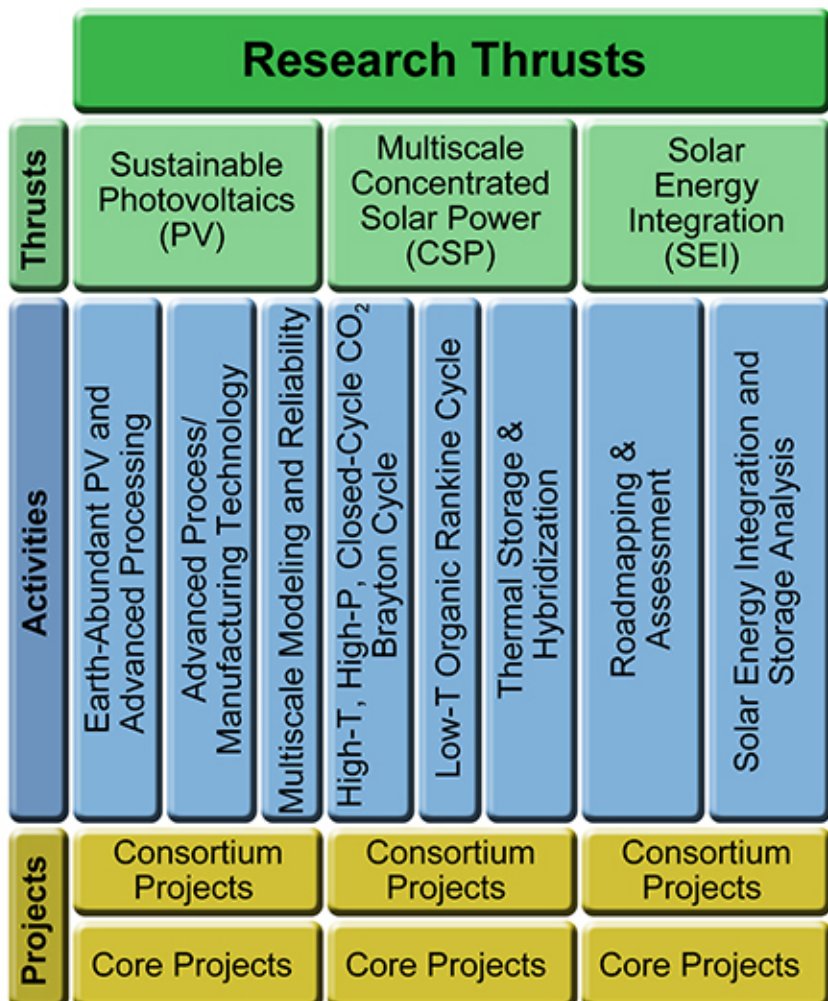 Research Thrusts
Thrusts
Sustainable
Photovoltaics
(PV)
Multiscale
Concentrated
Solar Power
(CSP)
Solar
Energy
Integration
(SEI)
Activities
Earth-Abundant PV and
Advanced Processing
Advanced Process/
Manufacturing Technology
Multiscale Modeling and Reliability
High-T, High-P, Closed-Cycle CO₂
Brayton Cycle
Low-T Organic Rankine Cycle
Thermal Storage &
Hybridization
Roadmapping &
Assessment
Solar Energy Integration and
Storage Analysis
Projects
Consortium
Projects
Consortium
Projects
Consortium
Projects
Core Projects
Core Projects
Core Projects